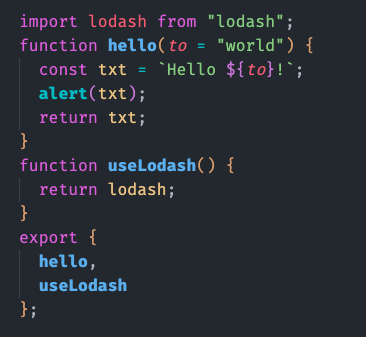 import lodash from "lodash";
function hello(to = "world") {
  const txt = `Hello ${to}!`;
  alert(txt);
  return txt;
}
function useLodash() {
  return lodash;
}
export {
  hello,
  useLodash
};